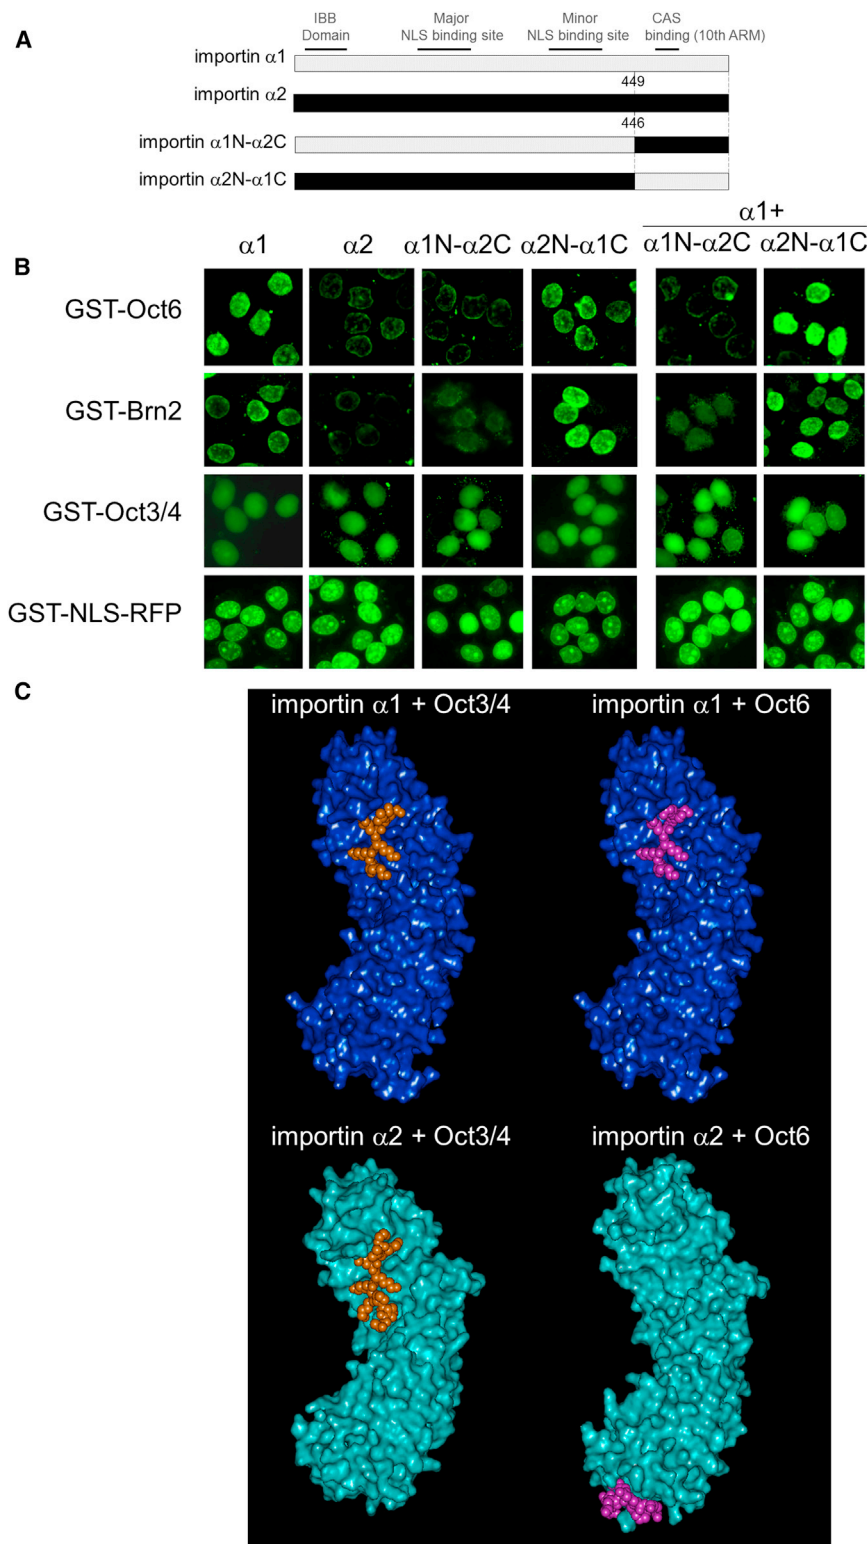 A
IBB
Domain
Major
NLS binding site
Minor
NLS binding site
CAS
binding (10th ARM)
importin α1
449
importin α2
446
importin α1N-α2C
importin α2N-α1C
α1+
B
α1 α2 α1N-α2C α2N-α1C α1N-α2C α2N-α1C
GST-Oct6
GST-Brn2
GST-Oct3/4
GST-NLS-RFP
C
importin α1 + Oct3/4
importin α1 + Oct6
importin α2 + Oct3/4
importin α2 + Oct6